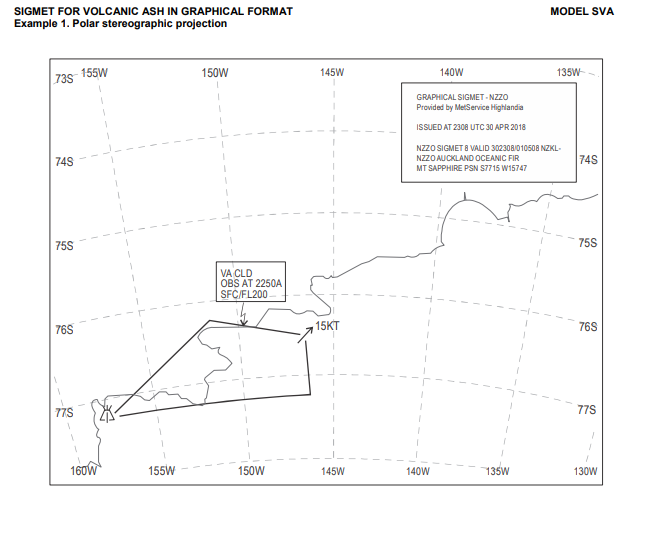 SIGMET FOR VOLCANIC ASH IN GRAPHICAL FORMAT
MODEL SVA
Example 1. Polar stereographic projection
73S
155W
150W
145W
140W
135W
GRAPHICAL SIGMET - NZZO
Provided by MetService Highlandia
ISSUED AT 2308 UTC 30 APR 2018
NZZO SIGMET 8 VALID 302308/010508 NZKL-
NZZO AUCKLAND OCEANIC FIR
MT SAPPHIRE PSN S7715 W15747
74S
74S
75S
75S
VA CLD
OBS AT 2250A
SFC/FL200
76S
15KT
76S
77S
77S
160W
155W
150W
145W
140W
135W
130W